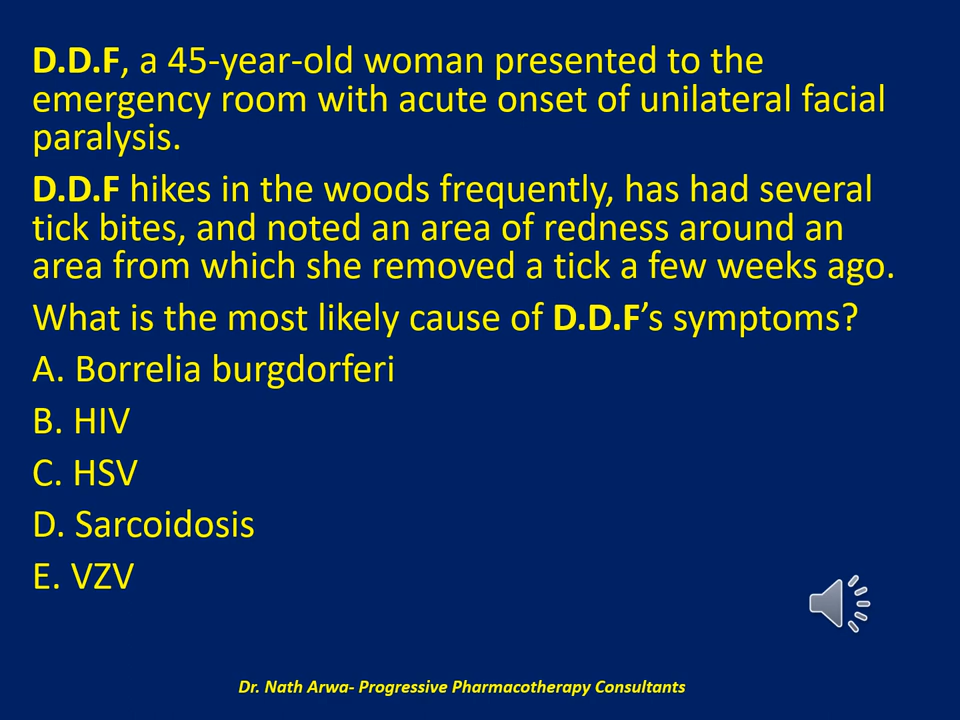 D.D.F, a 45-year-old woman presented to the
emergency room with acute onset of unilateral facial
paralysis.
D.D.F hikes in the woods frequently, has had several
tick bites, and noted an area of redness around an
area from which she removed a tick a few weeks ago.
What is the most likely cause of D.D.F’s symptoms?
A. Borrelia burgdorferi
B. HIV
C. HSV
D. Sarcoidosis
E. VZV
Dr. Nath Arwa- Progressive Pharmacotherapy Consultants